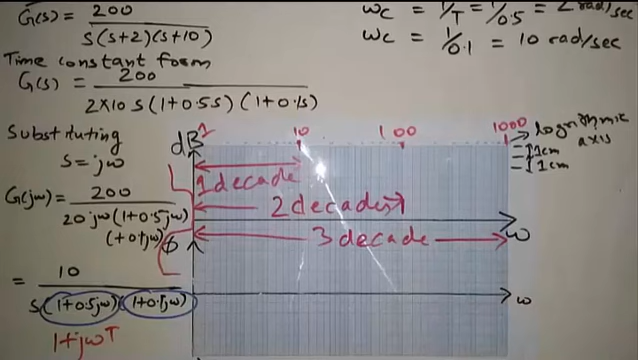 G(s) = 200
S(S+2)(S+10)
ωc = 1/T = 1/0.5 = 2 rad/s
ωc = 1/0.1 = 10 rad/sec
Time constant form
G(s) = 200
2×10 S(1+0.5S) (1+0.1S)
Substituting
S=jω
G(jω) = 200
20 jω(1+0.5jω)
(1+0.1jω)
= 10
S(1+0.5jω) (1+0.1jω)
1+jωT
dB
1 10 100 1000
logrithmic
axis
1cm
1cm
1 decade
2 decades
3 decade
ω
ϕ
ω